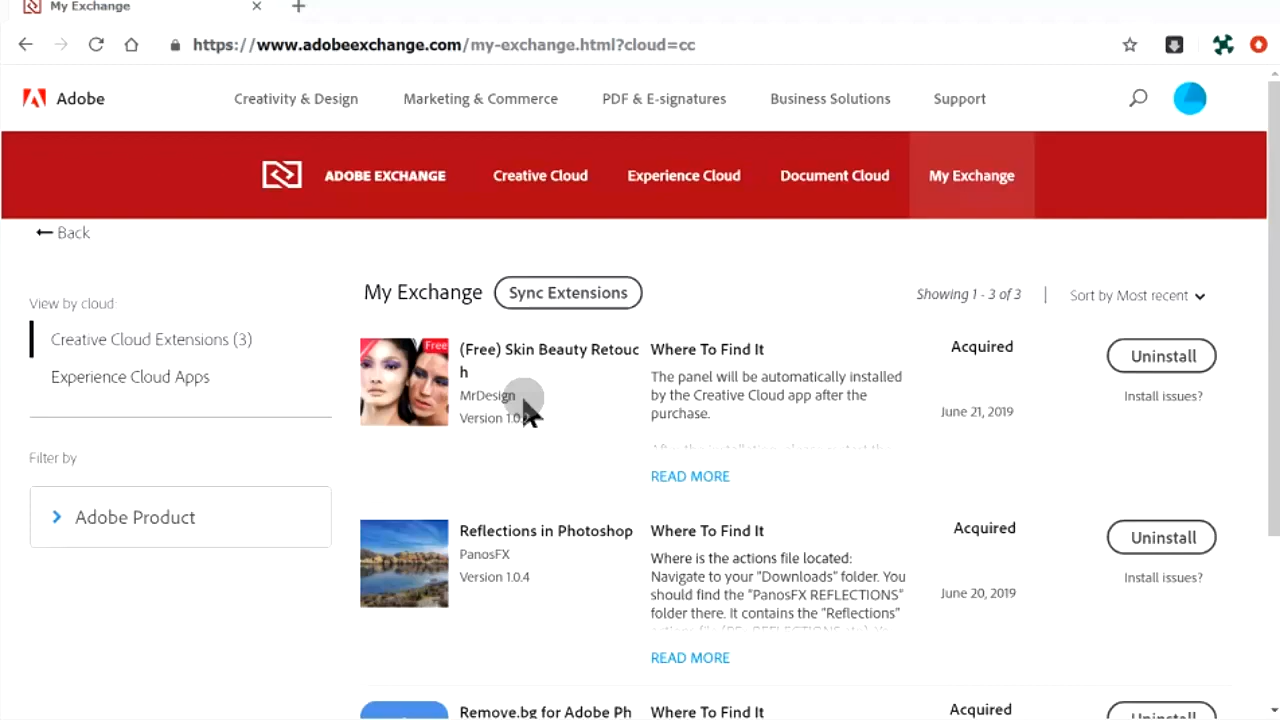 My Exchange
https://www.adobeexchange.com/my-exchange.html?cloud=cc
Adobe
Creativity & Design
Marketing & Commerce
PDF & E-signatures
Business Solutions
Support
ADOBE EXCHANGE
Creative Cloud
Experience Cloud
Document Cloud
My Exchange
Back
View by cloud:
Creative Cloud Extensions (3)
Experience Cloud Apps
Filter by
Adobe Product
My Exchange
Sync Extensions
Showing 1 - 3 of 3
Sort by Most recent
Free
(Free) Skin Beauty Retouc
h
MrDesign
Version
Where To Find It
The panel will be automatically installed
by the Creative Cloud app after the
purchase.
READ MORE
Acquired
June 21, 2019
Uninstall
Install issues?
Reflections in Photoshop
PanosFX
Version 1.0.4
Where To Find It
Where is the actions file located:
Navigate to your "Downloads" folder. You
should find the "PanosFX REFLECTIONS"
folder there. It contains the "Reflections"
READ MORE
Acquired
June 20, 2019
Uninstall
Install issues?
Remove.bg for Adobe Ph
Where To Find It
Acquired
Uninstall